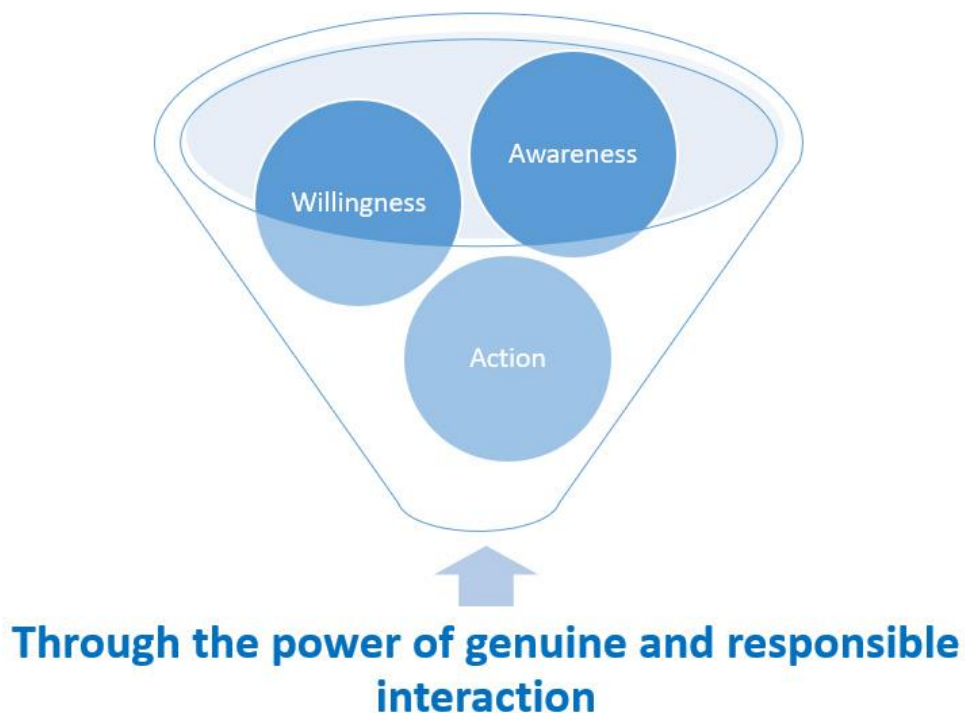 Awareness
Willingness
Action
Through the power of genuine and responsible
interaction